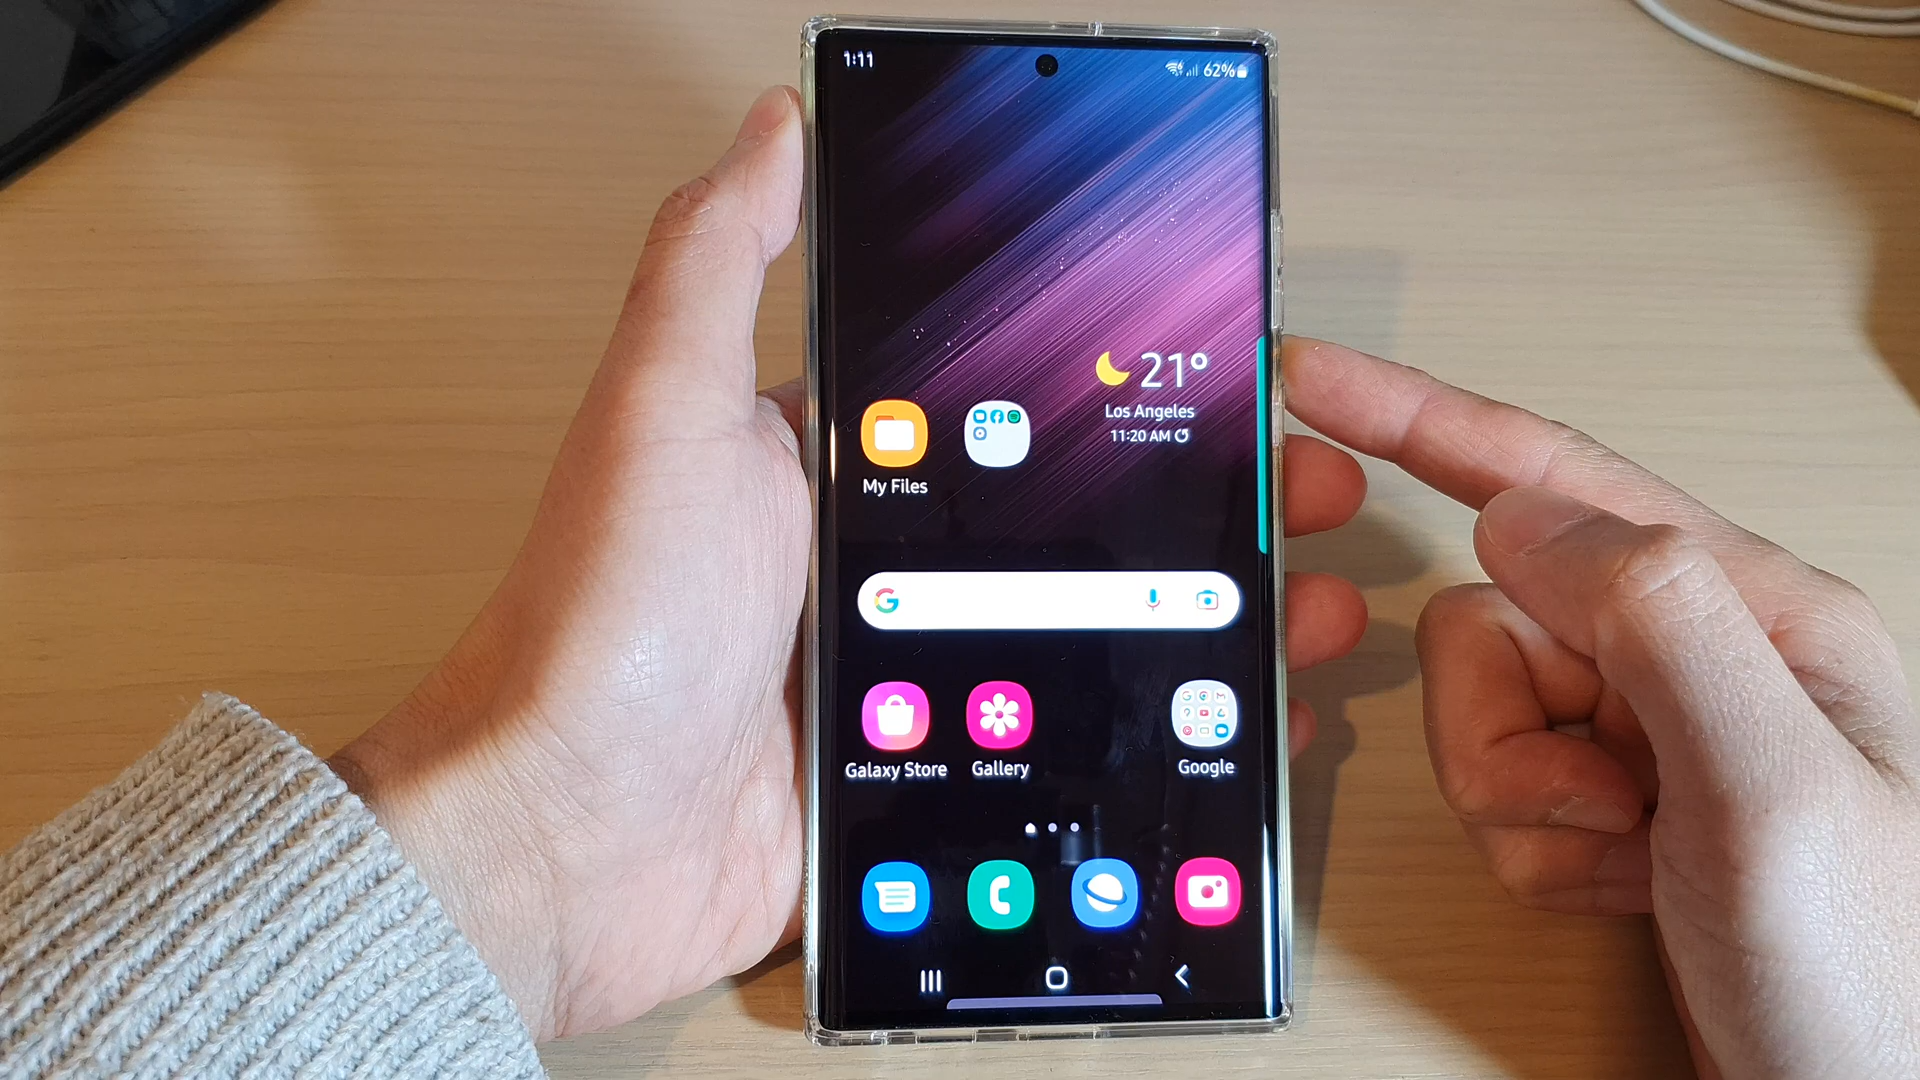 1:11
62%
21°
Los Angeles
11:20 AM
My Files
G
Galaxy Store
Gallery
Google